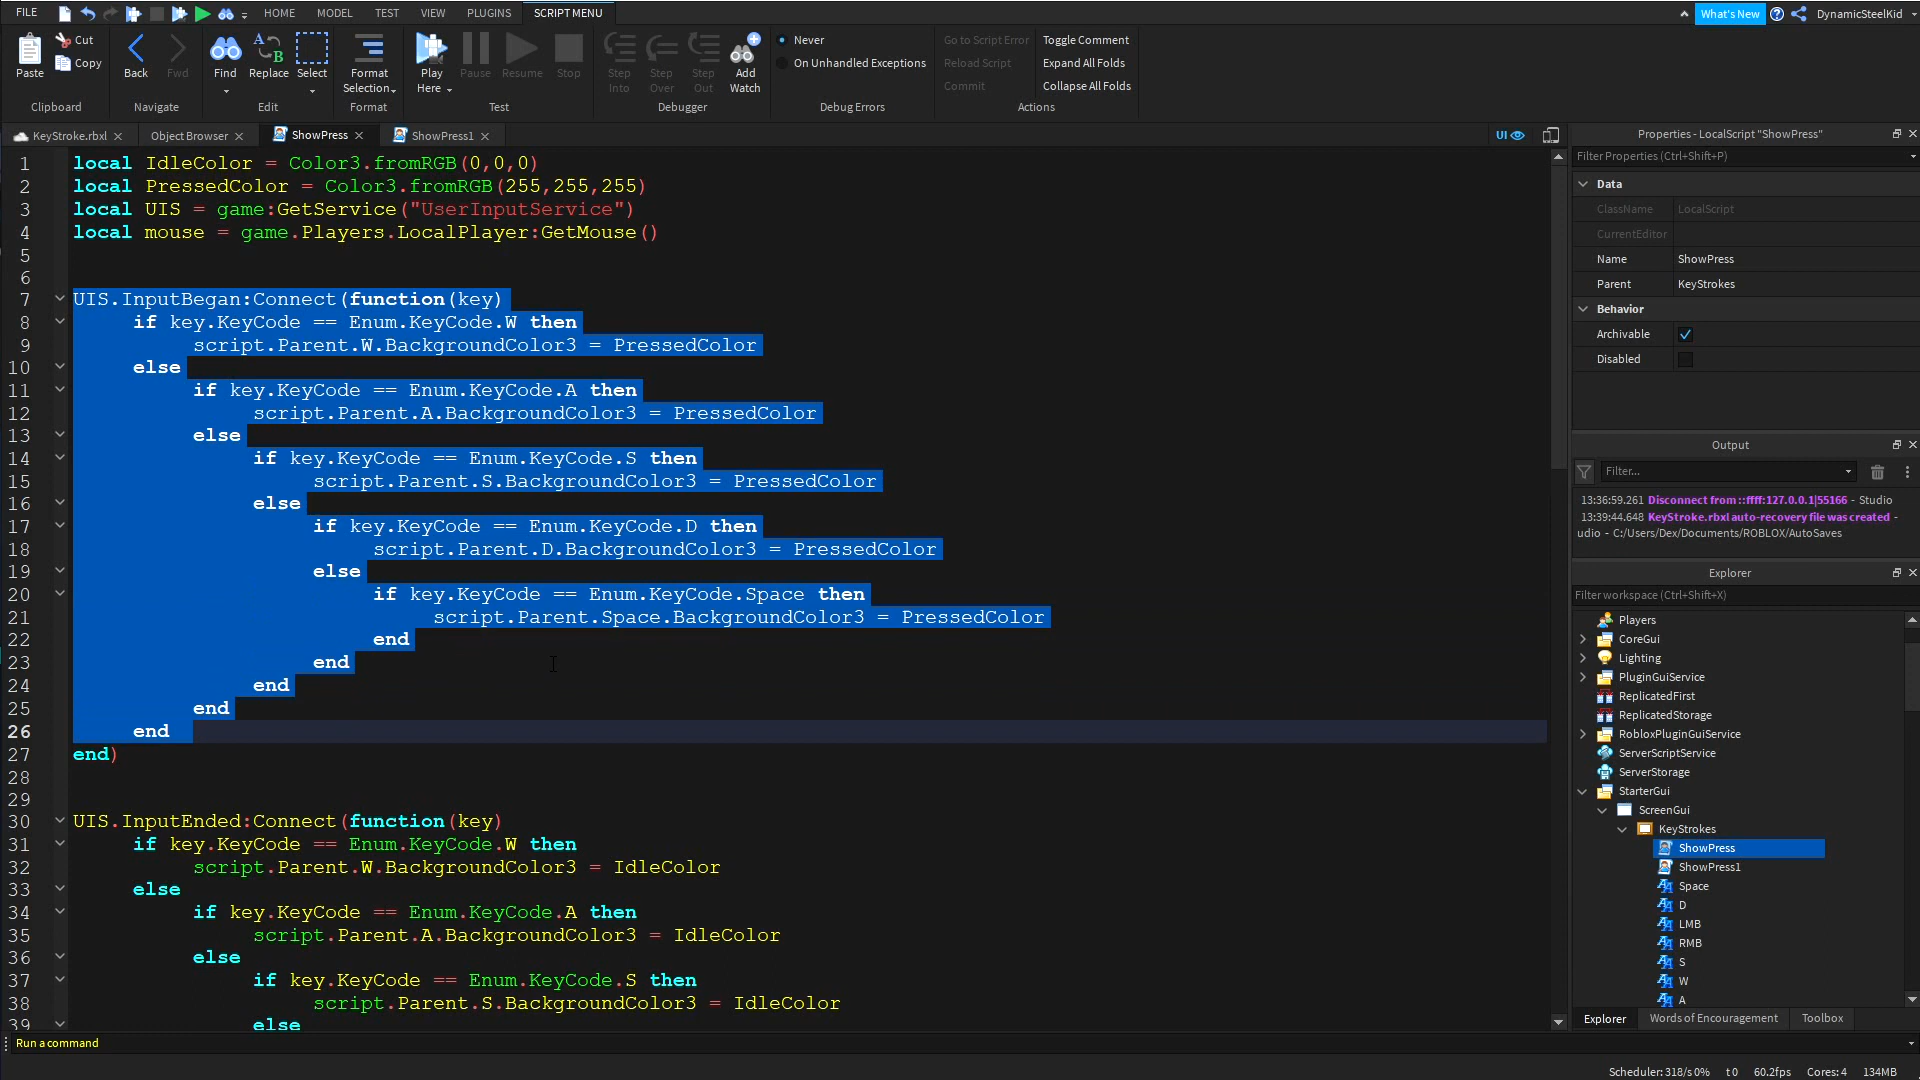 FILE
HOME
MODEL
TEST
VIEW
PLUGINS
SCRIPT MENU
What's New
DynamicSteelKid
Paste
Cut
Copy
Clipboard
Back
Fwd
Navigate
Find
Replace
Select
Edit
Format
Selection
Format
Play
Here
Pause
Resume
Stop
Test
Step
Into
Step
Over
Step
Out
Add
Watch
Debugger
Never
On Unhandled Exceptions
Debug Errors
Go to Script Error
Reload Script
Commit
Toggle Comment
Expand All Folds
Collapse All Folds
Actions
KeyStroke.rbxl
Object Browser
ShowPress
ShowPress1
UI
1 local IdleColor = Color3.fromRGB(0,0,0)
2 local PressedColor = Color3.fromRGB(255,255,255)
3 local UIS = game:GetService("UserInputService")
4 local mouse = game.Players.LocalPlayer:GetMouse()
5
6
7 UIS.InputBegan:Connect(function(key)
8 if key.KeyCode == Enum.KeyCode.W then
9 script.Parent.W.BackgroundColor3 = PressedColor
10 else
11 if key.KeyCode == Enum.KeyCode.A then
12 script.Parent.A.BackgroundColor3 = PressedColor
13 else
14 if key.KeyCode == Enum.KeyCode.S then
15 script.Parent.S.BackgroundColor3 = PressedColor
16 else
17 if key.KeyCode == Enum.KeyCode.D then
18 script.Parent.D.BackgroundColor3 = PressedColor
19 else
20 if key.KeyCode == Enum.KeyCode.Space then
21 script.Parent.Space.BackgroundColor3 = PressedColor
22 end
23 end
24 end
25 end
26 end
27 end)
28
29
30 UIS.InputEnded:Connect(function(key)
31 if key.KeyCode == Enum.KeyCode.W then
32 script.Parent.W.BackgroundColor3 = IdleColor
33 else
34 if key.KeyCode == Enum.KeyCode.A then
35 script.Parent.A.BackgroundColor3 = IdleColor
36 else
37 if key.KeyCode == Enum.KeyCode.S then
38 script.Parent.S.BackgroundColor3 = IdleColor
39 else
Properties - LocalScript "ShowPress"
Filter Properties (Ctrl+Shift+P)
Data
ClassName LocalScript
CurrentEditor
Name ShowPress
Parent KeyStrokes
Behavior
Archivable
Disabled
Output
Filter...
13:36:59.261 Disconnect from ::ffff:127.0.0.1|55166 - Studio
13:39:44.648 KeyStroke.rbxl auto-recovery file was created -
udio - C:/Users/Dex/Documents/ROBLOX/AutoSaves
Explorer
Filter workspace (Ctrl+Shift+X)
Players
CoreGui
Lighting
PluginGuiService
ReplicatedFirst
ReplicatedStorage
RobloxPluginGuiService
ServerScriptService
ServerStorage
StarterGui
ScreenGui
KeyStrokes
ShowPress
ShowPress1
Space
D
LMB
RMB
S
W
A
Explorer
Words of Encouragement
Toolbox
Run a command
Scheduler: 318/s 0% t 0 60.2fps Cores: 4 134MB